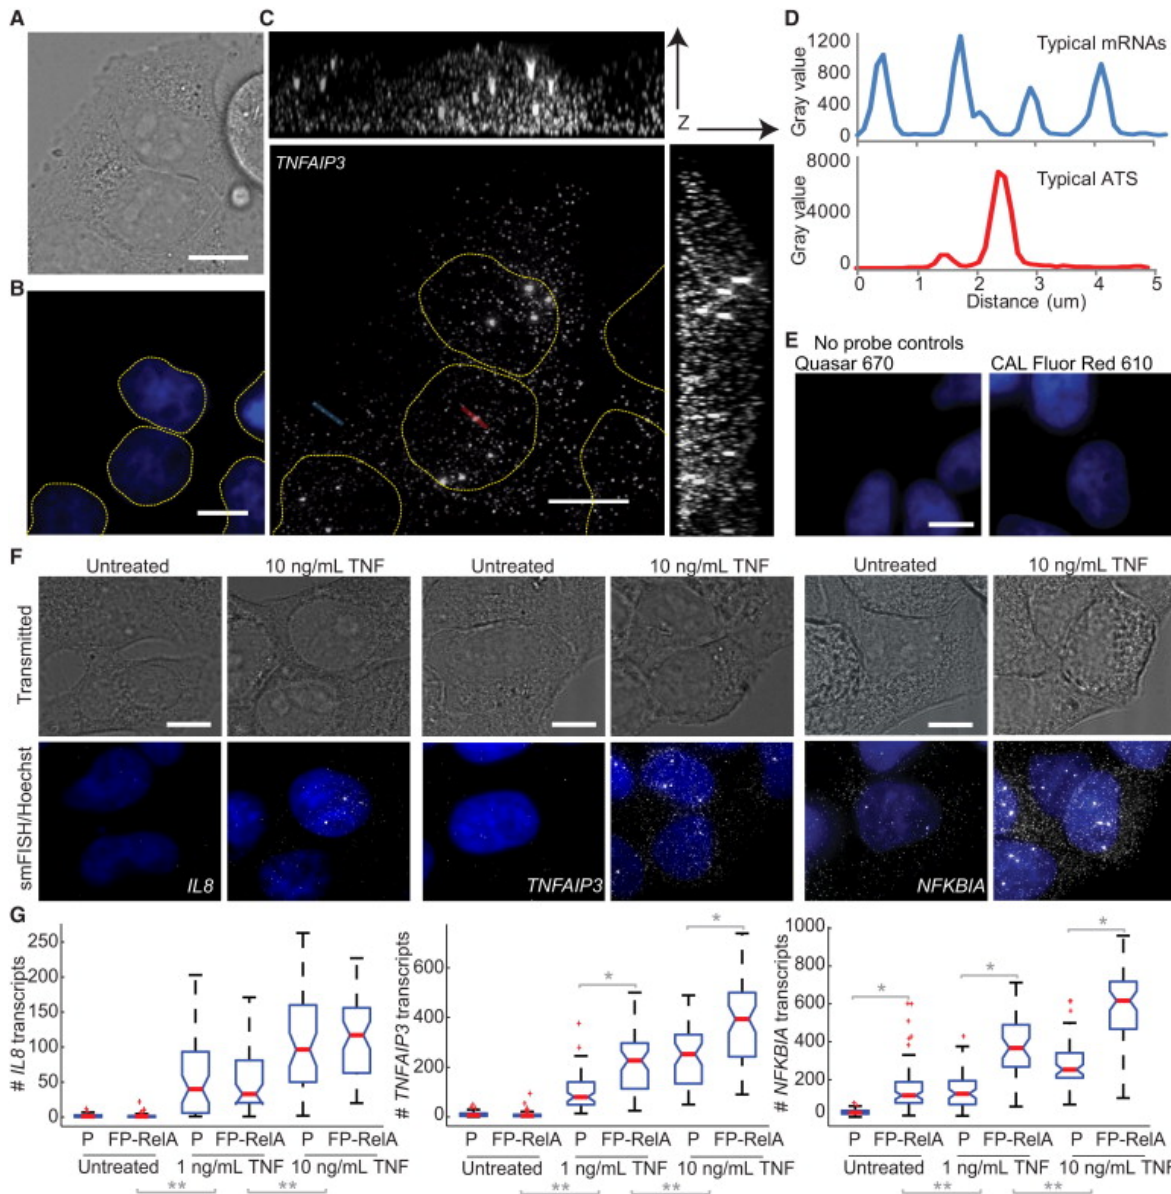 A
C
D
Z
TNFAIP3
1200
800
400
0
Gray value
Typical mRNAs
8000
4000
0
Gray value
Typical ATS
0 1 2 3 4 5
Distance (um)
B
E
No probe controls
Quasar 670 CAL Fluor Red 610
F
Untreated 10 ng/mL TNF Untreated 10 ng/mL TNF Untreated 10 ng/mL TNF
Transmitted
smFISH/Hoechst
IL8 TNFAIP3 NFKBIA
G
# IL8 transcripts
250
200
150
100
50
0
P FP-RelA P FP-RelA P FP-RelA
Untreated 1 ng/mL TNF 10 ng/mL TNF
** **
# TNFAIP3 transcripts
600
400
200
0
* *
P FP-RelA P FP-RelA P FP-RelA
Untreated 1 ng/mL TNF 10 ng/mL TNF
** **
# NFKBIA transcripts
1000
800
600
400
200
0
* * *
P FP-RelA P FP-RelA P FP-RelA
Untreated 1 ng/mL TNF 10 ng/mL TNF
** **